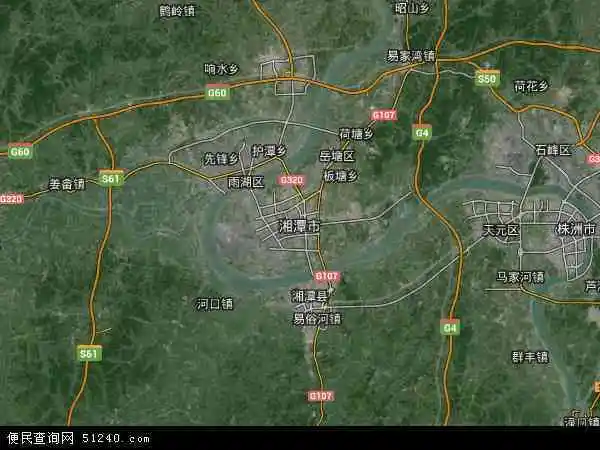 昭山乡
鹤岭镇
易家湾镇
响水乡
S50
荷花乡
G60
G107
G4
荷塘乡
石峰区
G60
护潭乡
先锋乡
岳塘区
板塘乡
S61
姜畲镇
雨湖区
G320
G320
湘潭市
天元区
株洲市
G107
马家河镇
湘潭县
河口镇
易俗河镇
G4
S61
群丰镇
G107
便民查询网 51240.com